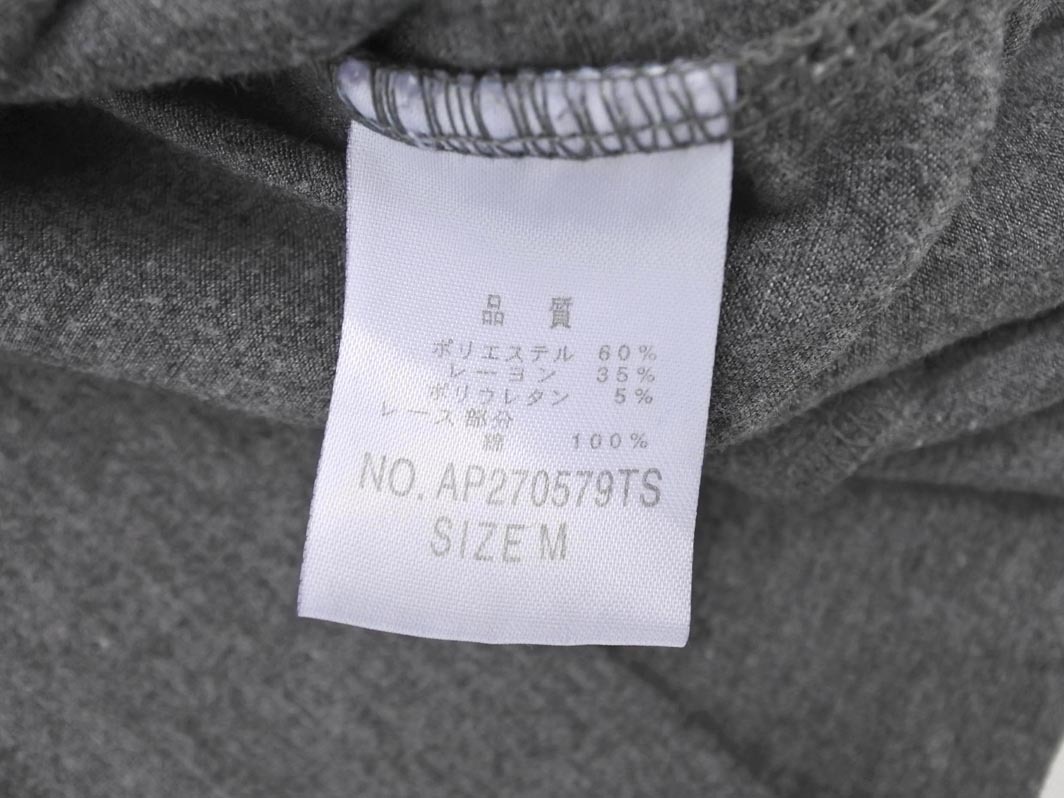 品 質
ポリエステル 60%
レーヨン 35%
ポリウレタン 5%
レース部分
綿 100%
NO. AP270579TS
SIZE M